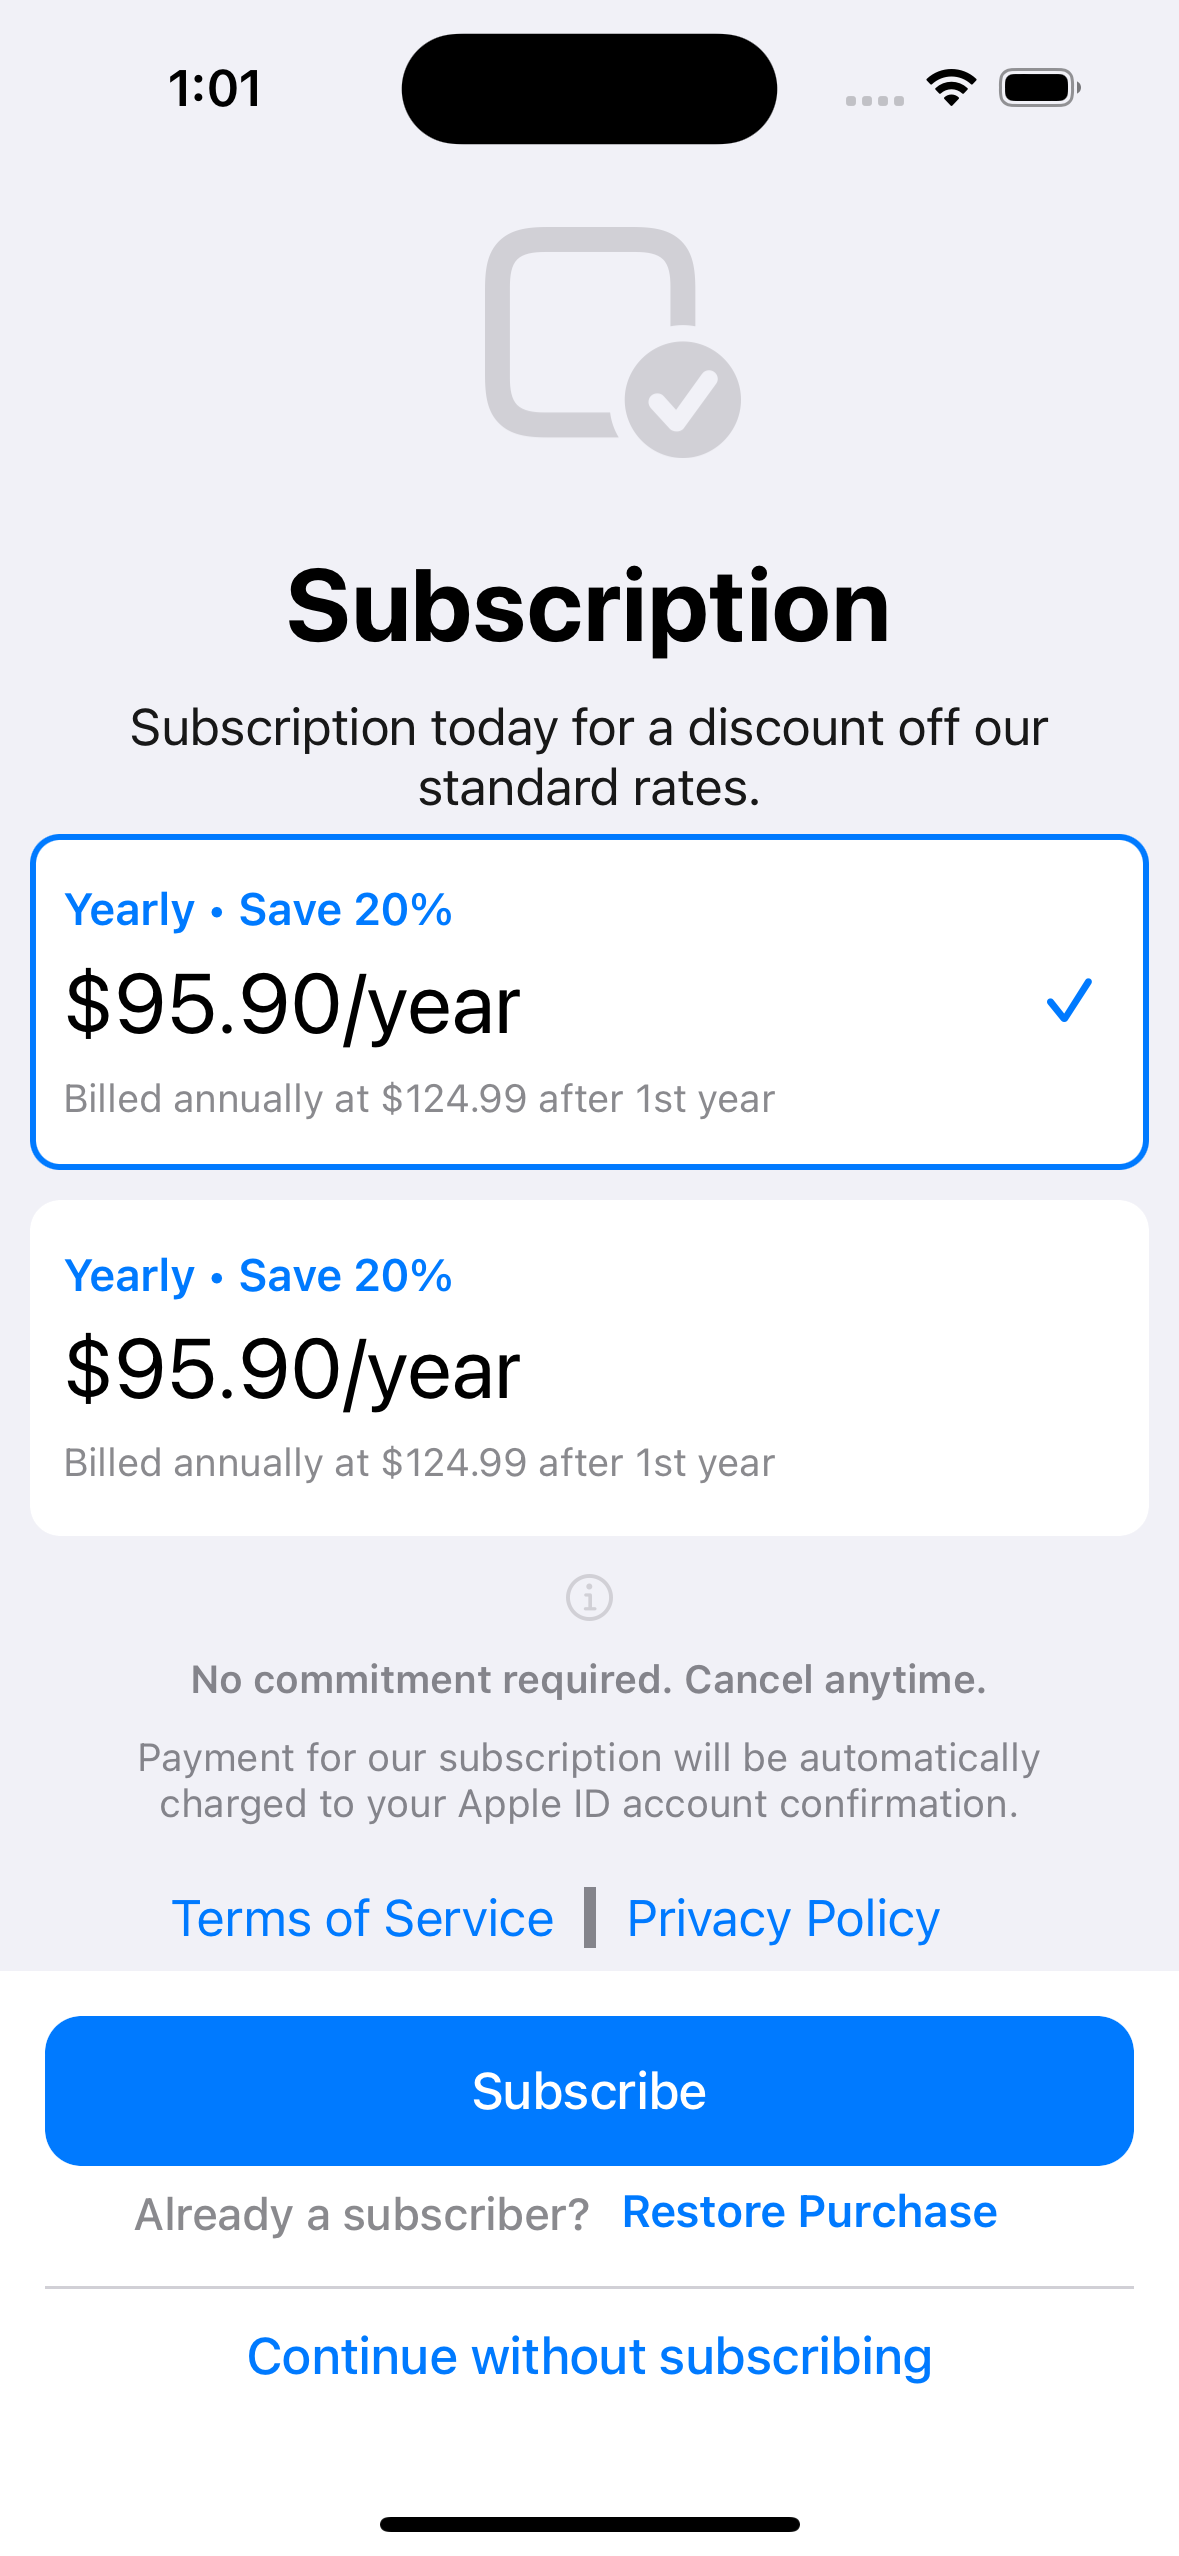 1:01
Subscription
Subscription today for a discount off our
standard rates.
Yearly • Save 20%
$95.90/year
Billed annually at $124.99 after 1st year
Yearly • Save 20%
$95.90/year
Billed annually at $124.99 after 1st year
No commitment required. Cancel anytime.
Payment for our subscription will be automatically
charged to your Apple ID account confirmation.
Terms of Service | Privacy Policy
Subscribe
Already a subscriber? Restore Purchase
Continue without subscribing